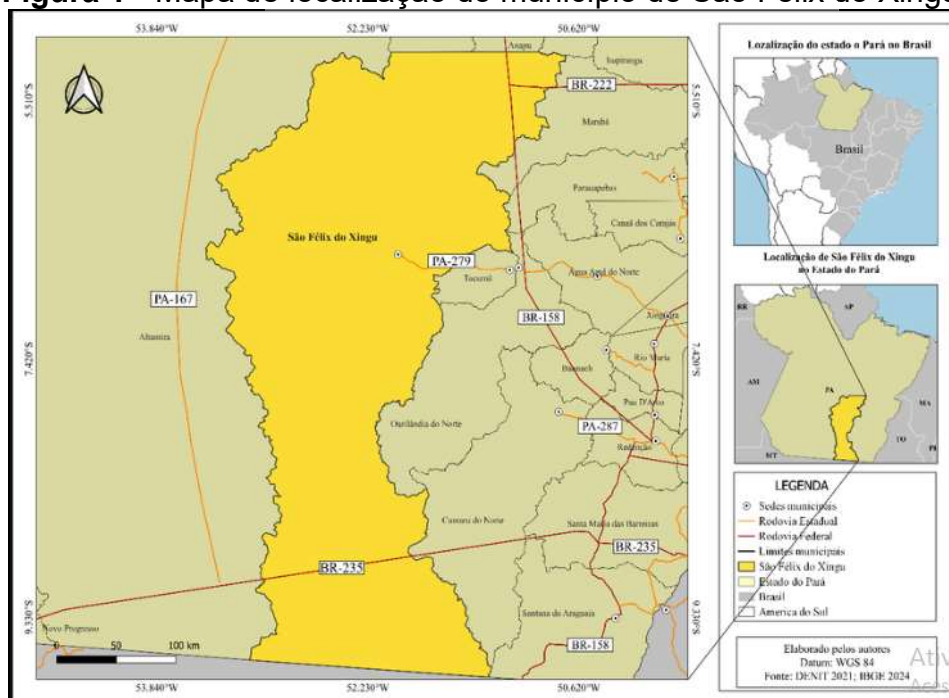 Figura 1 - Mapa de localização do município de São Félix do Xingu
53.840°W
52.230°W
50.620°W
Anapu
Itupiranga
BR-222
5.510°S
5.510°S
Marabá
Parauapebas
Canaã dos Carajás
São Félix do Xingu
PA-279
Tucumã
Água Azul do Norte
PA-167
Altamira
BR-158
Xinguara
Rio Maria
Bannach
7.420°S
7.420°S
Pau D'Arco
Ourilândia do Norte
PA-287
Redenção
Cumaru do Norte
Santa Maria das Barreiras
BR-235
BR-235
9.330°S
9.330°S
Santana do Araguaia
Novo Progresso
BR-158
0 50 100 km
53.840°W
52.230°W
50.620°W
Lozalização do estado o Pará no Brasil
Brasil
Localização de São Félix do Xingu
no Estado do Pará
RR
AP
AM
PA
MA
TO
PI
MT
LEGENDA
Sedes municipais
Rodovia Estadual
Rodovia Federal
Limites municipais
São Félix do Xingu
Estado do Pará
Brasil
America do Sul
Elaborado pelos autores
Datum: WGS 84
Fonte: DENIT 2021; IBGE 2024
Ativ
Aces